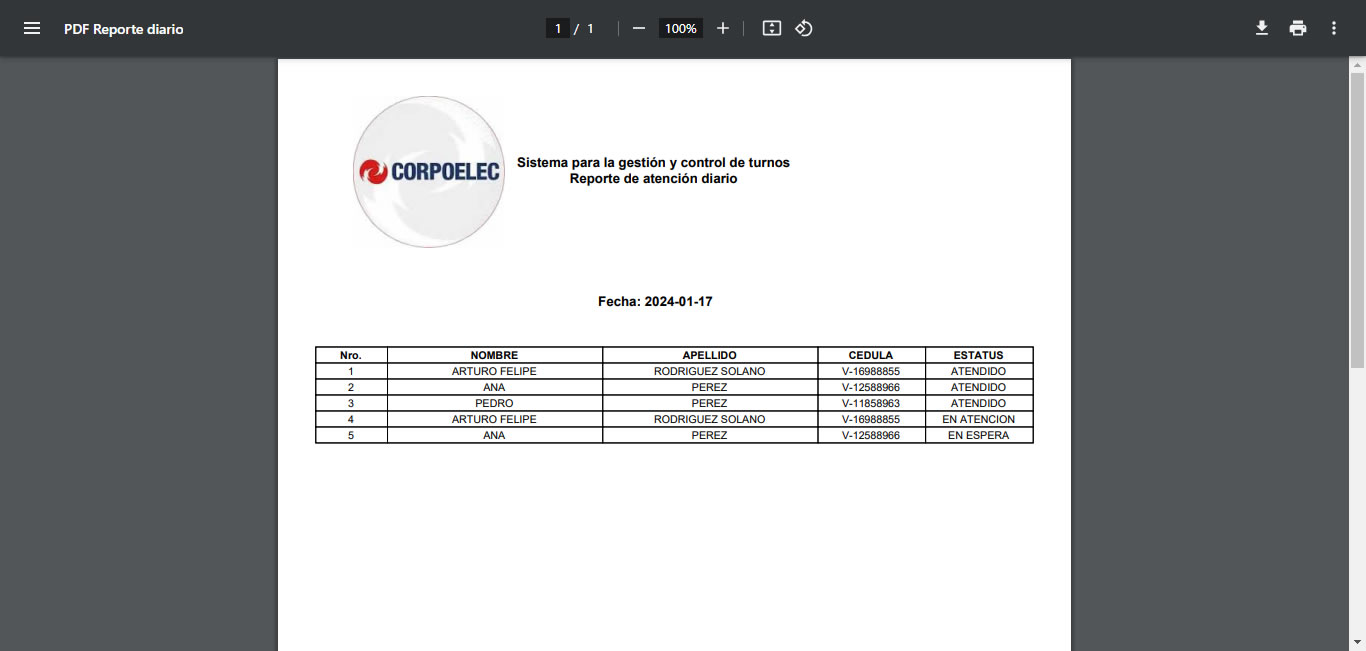 PDF Reporte diario
1 / 1
100%
CORPOELEC
Sistema para la gestión y control de turnos
Reporte de atención diario
Fecha: 2024-01-17
Nro. NOMBRE APELLIDO CEDULA ESTATUS
1 ARTURO FELIPE RODRIGUEZ SOLANO V-16988855 ATENDIDO
2 ANA PEREZ V-12588966 ATENDIDO
3 PEDRO PEREZ V-11858963 ATENDIDO
4 ARTURO FELIPE RODRIGUEZ SOLANO V-16988855 EN ATENCION
5 ANA PEREZ V-12588966 EN ESPERA